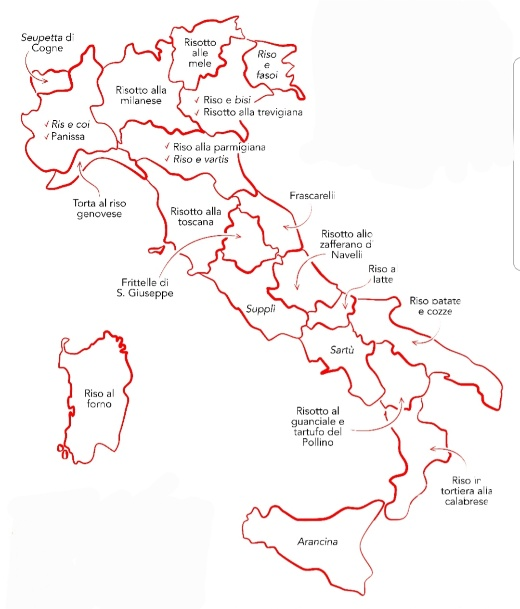 Seupetta di
Cogne
Risotto
alle
mele
Riso
e
fasoi
Risotto alla
milanese
✓ Riso e bisi
✓ Risotto alla trevigiana
✓ Ris e coi
✓ Panissa
✓ Riso alla parmigiana
✓ Riso e vartis
Torta al riso
genovese
Risotto alla
toscana
Frascarelli
Risotto allo
zafferano di
Navelli
Riso a
latte
Frittelle di
S. Giuseppe
Supplì
Riso patate
e cozze
Sartù
Riso al
forno
Risotto al
guanciale e
tartufo del
Pollino
Riso in
tortiera alla
calabrese
Arancina